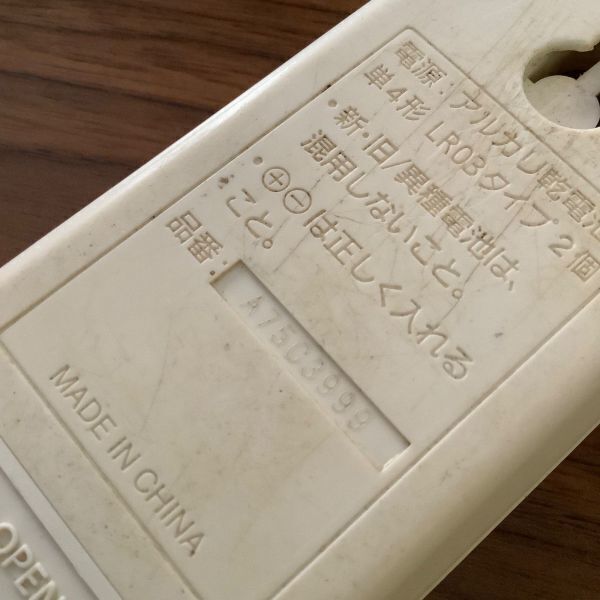 電源：アルカリ乾電池
単4形 LR03タイプ 2個
・新・旧/異種電池は、
混用しないこと。
・⊕⊖は正しく入れる
こと。
品番：
A75C3999
MADE IN CHINA
OPEN